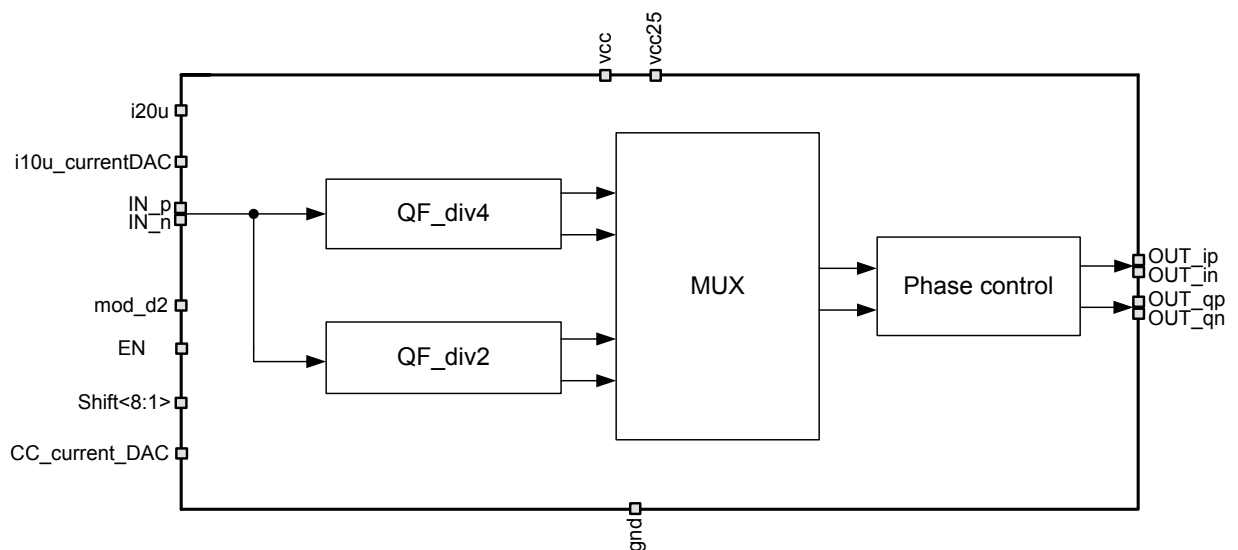 vcc
vcc25
i20u
i10u_currentDAC
IN_p
IN_n
mod_d2
EN
Shift<8:1>
CC_current_DAC
QF_div4
QF_div2
MUX
Phase control
OUT_ip
OUT_in
OUT_qp
OUT_qn
gnd